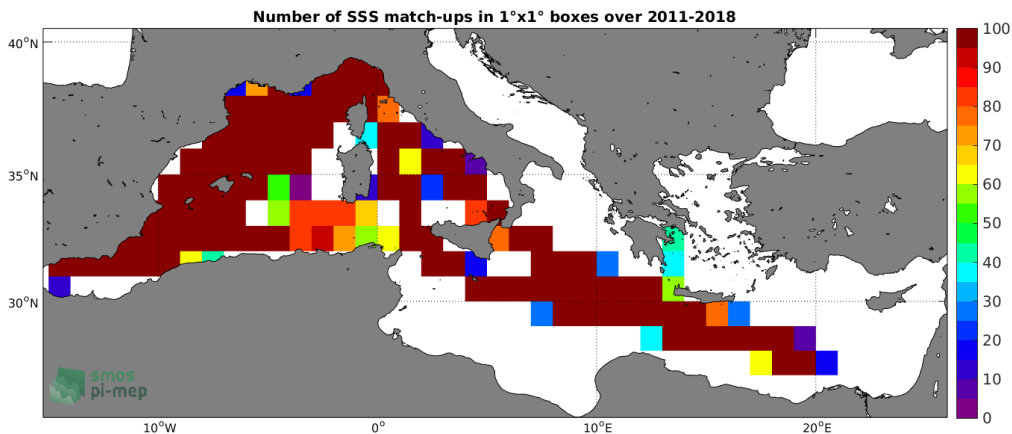 Number of SSS match-ups in 1°x1° boxes over 2011-2018
40°N
35°N
30°N
10°W
0°
10°E
20°E
100
90
80
70
60
50
40
30
20
10
0
smos
pi-mep